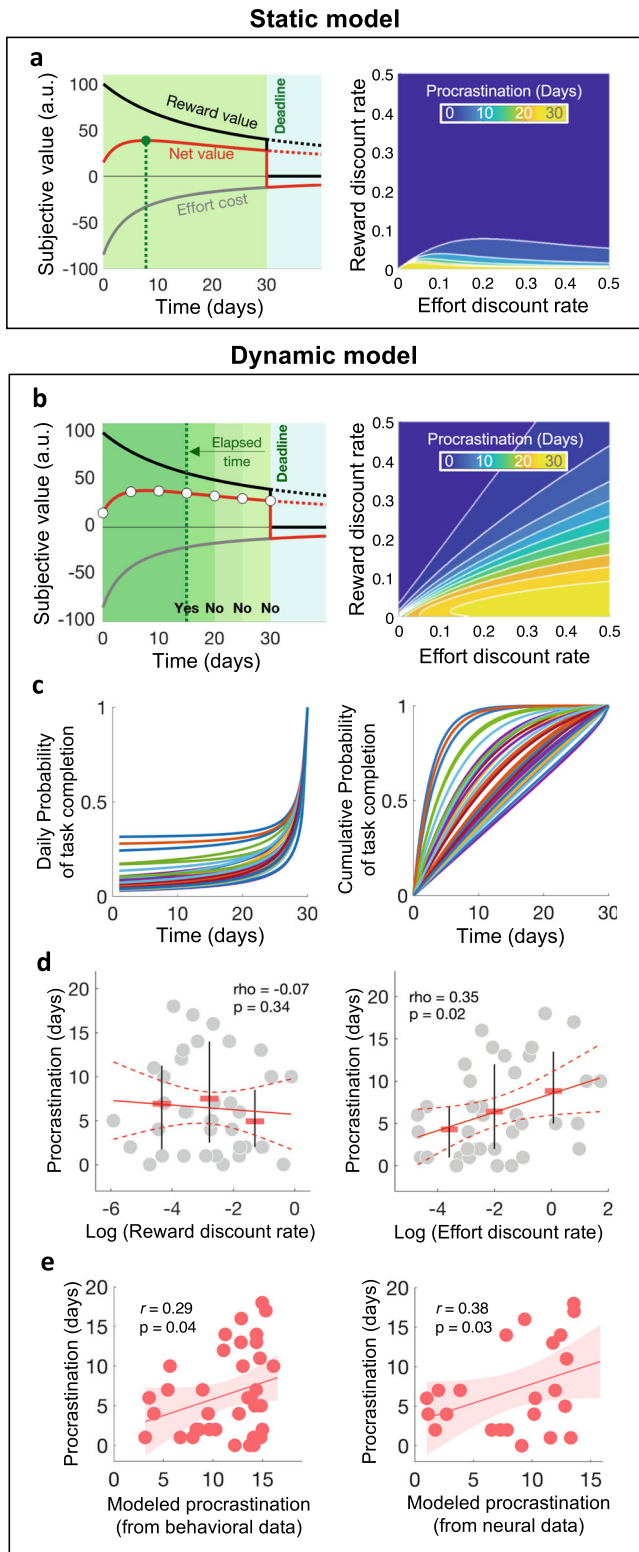 Static model
a
Subjective value (a.u.)
100
50
0
-50
-100
Reward value
Net value
Effort cost
Deadline
0
10
20
30
Time (days)
Reward discount rate
0.5
0.4
0.3
0.2
0.1
0
Procrastination (Days)
0 10 20 30
0 0.1 0.2 0.3 0.4 0.5
Effort discount rate
Dynamic model
b
Subjective value (a.u.)
100
50
0
-50
-100
Elapsed
time
Deadline
Yes No No No
0 10 20 30
Time (days)
Reward discount rate
0.5
0.4
0.3
0.2
0.1
0
Procrastination (Days)
0 10 20 30
0 0.1 0.2 0.3 0.4 0.5
Effort discount rate
c
Daily Probability
of task completion
1
0.5
0
0 10 20 30
Time (days)
Cumulative Probability
of task completion
1
0.5
0
0 10 20 30
Time (days)
d
Procrastination (days)
20
15
10
5
0
rho = -0.07
p = 0.34
-6 -4 -2 0
Log (Reward discount rate)
Procrastination (days)
20
15
10
5
0
rho = 0.35
p = 0.02
-4 -2 0 2
Log (Effort discount rate)
e
Procrastination (days)
20
15
10
5
0
r = 0.29
p = 0.04
0 5 10 15
Modeled procrastination
(from behavioral data)
Procrastination (days)
20
15
10
5
0
r = 0.38
p = 0.03
0 5 10 15
Modeled procrastination
(from neural data)